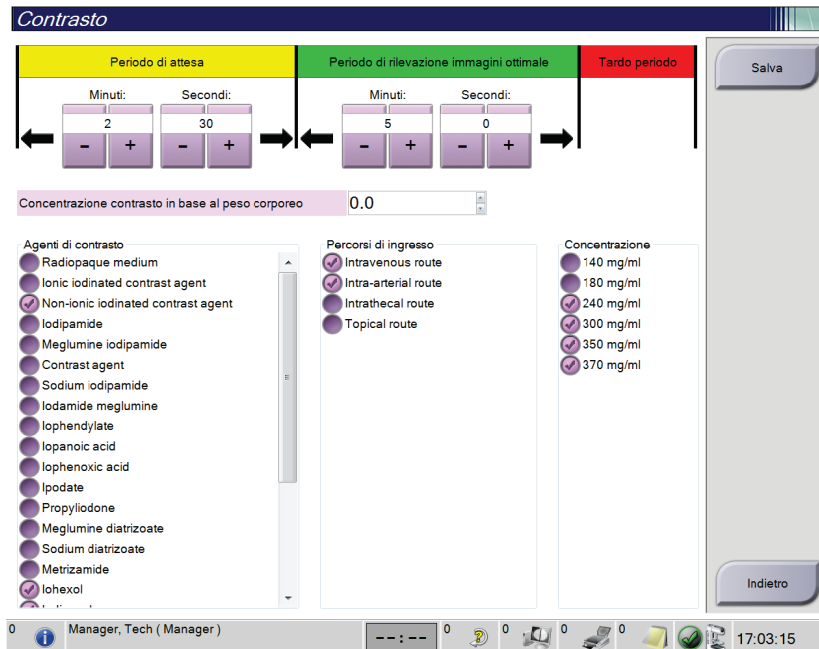 Contrasto
Periodo di attesa
Periodo di rilevazione immagini ottimale
Tardo periodo
Salva
Minuti: Secondi:
2 30
- + - +
Minuti: Secondi:
5 0
- + - +
Concentrazione contrasto in base al peso corporeo 0.0
Agenti di contrasto
Radiopaque medium
Ionic iodinated contrast agent
Non-ionic iodinated contrast agent
Iodipamide
Meglumine iodipamide
Contrast agent
Sodium iodipamide
Iodamide meglumine
Iophendylate
Iopanoic acid
Iophenoxic acid
Ipodate
Propyliodone
Meglumine diatrizoate
Sodium diatrizoate
Metrizamide
Iohexol
Percorsi di ingresso
Intravenous route
Intra-arterial route
Intrathecal route
Topical route
Concentrazione
140 mg/ml
180 mg/ml
240 mg/ml
300 mg/ml
350 mg/ml
370 mg/ml
Indietro
0 Manager, Tech ( Manager ) --:-- 0 0 0 0 17:03:15